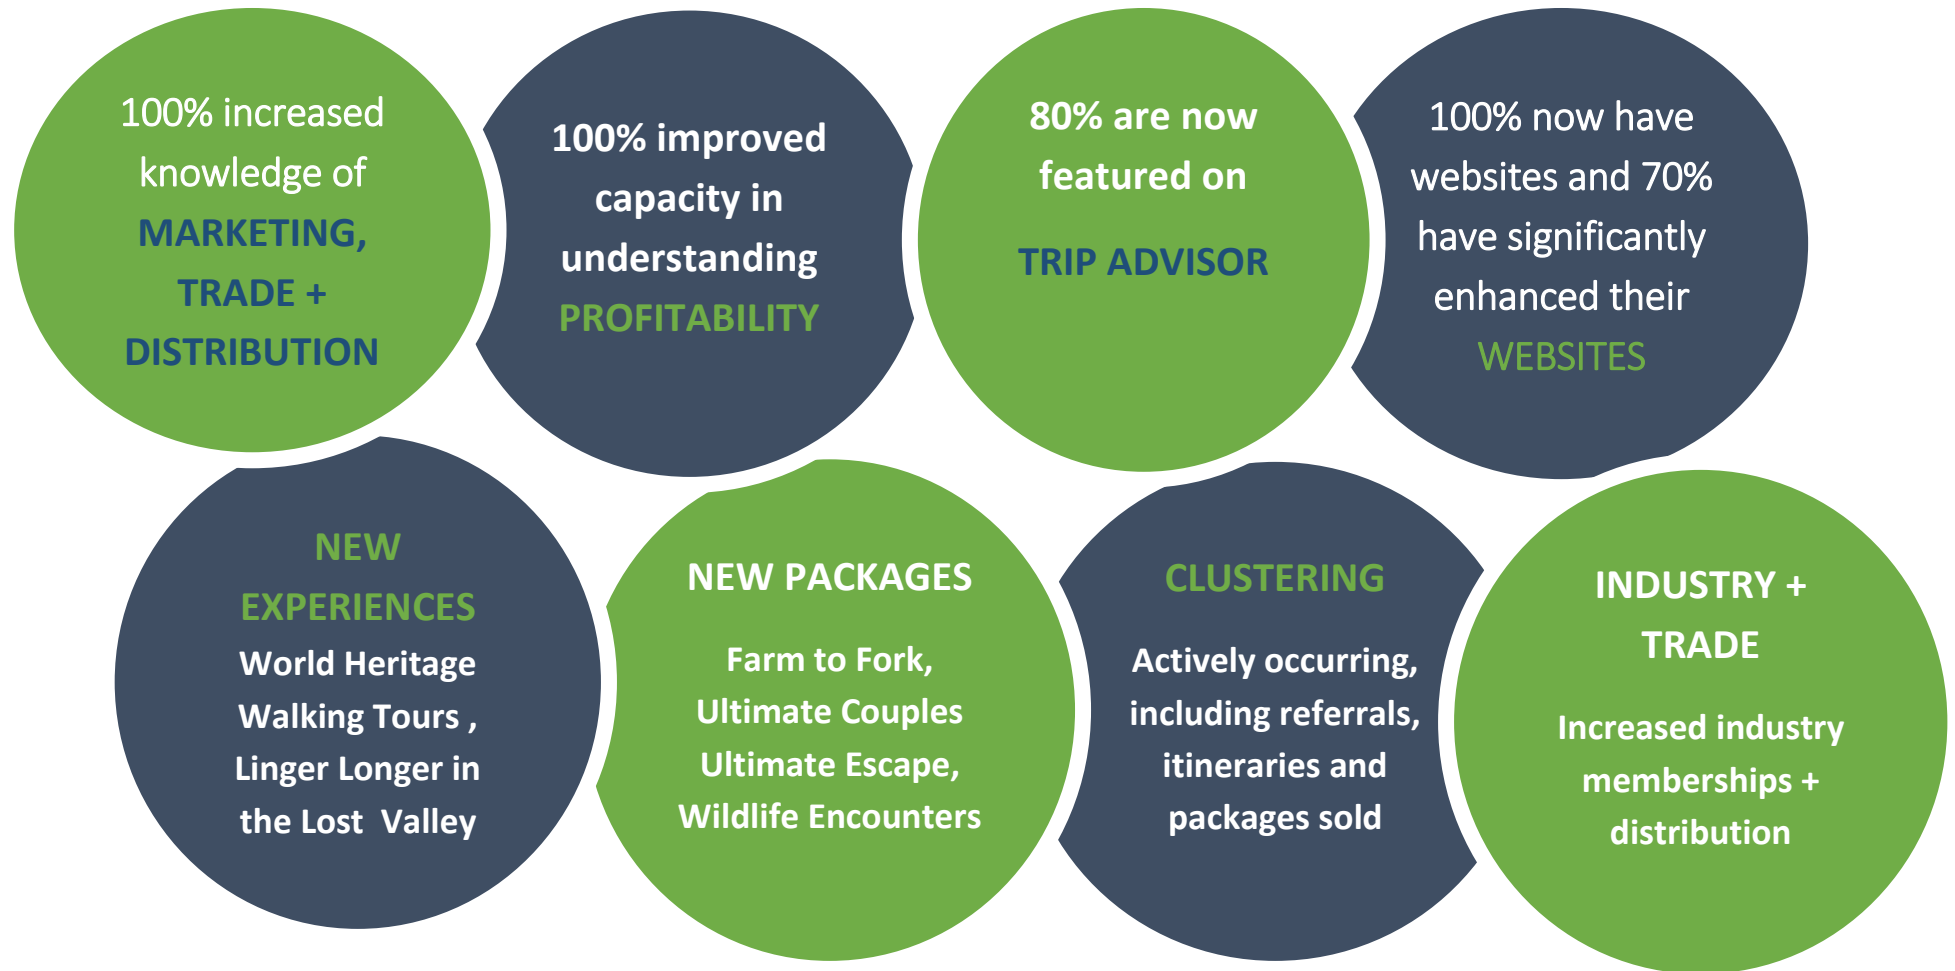 100% increased
knowledge of
MARKETING,
TRADE +
DISTRIBUTION
100% improved
capacity in
understanding
PROFITABILITY
80% are now
featured on
TRIP ADVISOR
100% now have
websites and 70%
have significantly
enhanced their
WEBSITES
NEW
EXPERIENCES
World Heritage
Walking Tours ,
Linger Longer in
the Lost Valley
NEW PACKAGES
Farm to Fork,
Ultimate Couples
Ultimate Escape,
Wildlife Encounters
CLUSTERING
Actively occurring,
including referrals,
itineraries and
packages sold
INDUSTRY +
TRADE
Increased industry
memberships +
distribution